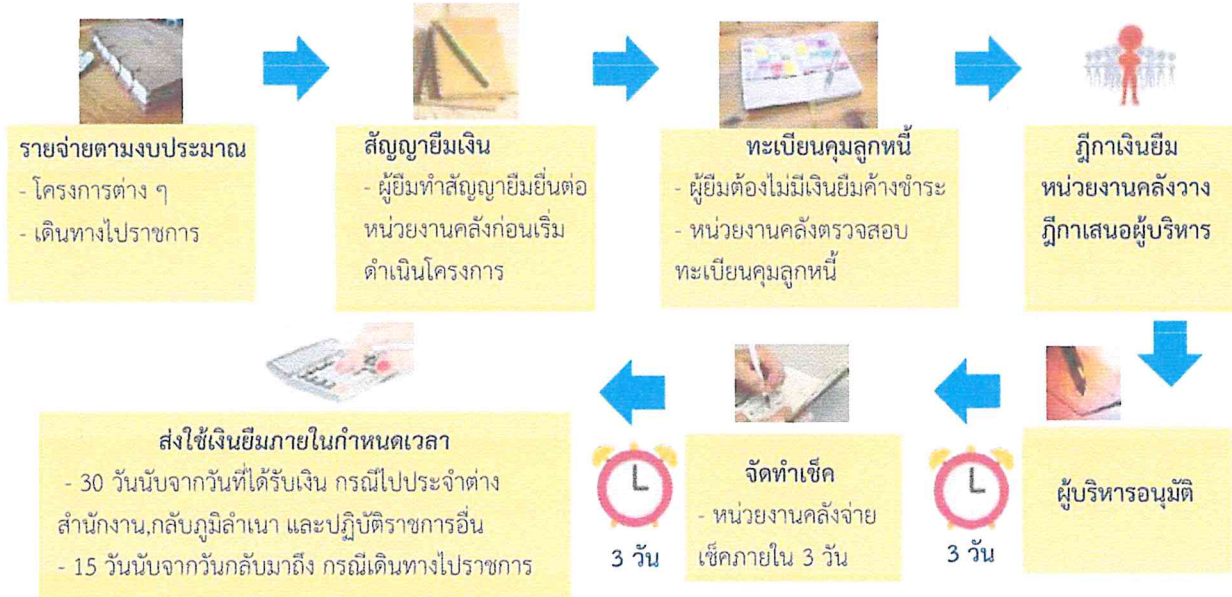 รายจ่ายตามงบประมาณ
- โครงการต่าง ๆ
- เดินทางไปราชการ
สัญญายืมเงิน
- ผู้ยืมทำสัญญายืมยื่นต่อ
หน่วยงานคลังก่อนเริ่ม
ดำเนินโครงการ
ทะเบียนคุมลูกหนี้
- ผู้ยืมต้องไม่มีเงินยืมค้างชำระ
- หน่วยงานคลังตรวจสอบ
ทะเบียนคุมลูกหนี้
ฎีกาเงินยืม
หน่วยงานคลังวาง
ฎีกาเสนอผู้บริหาร
ผู้บริหารอนุมัติ
3 วัน
จัดทำเช็ค
- หน่วยงานคลังจ่าย
เช็คภายใน 3 วัน
3 วัน
ส่งใช้เงินยืมภายในกำหนดเวลา
- 30 วันนับจากวันที่ได้รับเงิน กรณีไปประจำต่าง
สำนักงาน,กลับภูมิลำเนา และปฏิบัติราชการอื่น
- 15 วันนับจากวันกลับมาถึง กรณีเดินทางไปราชการ